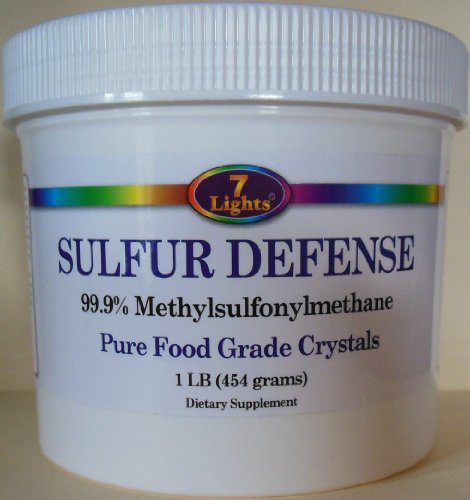 7
Lights®
SULFUR DEFENSE
99.9% Methylsulfonylmethane
Pure Food Grade Crystals
1 LB (454 grams)
Dietary Supplement